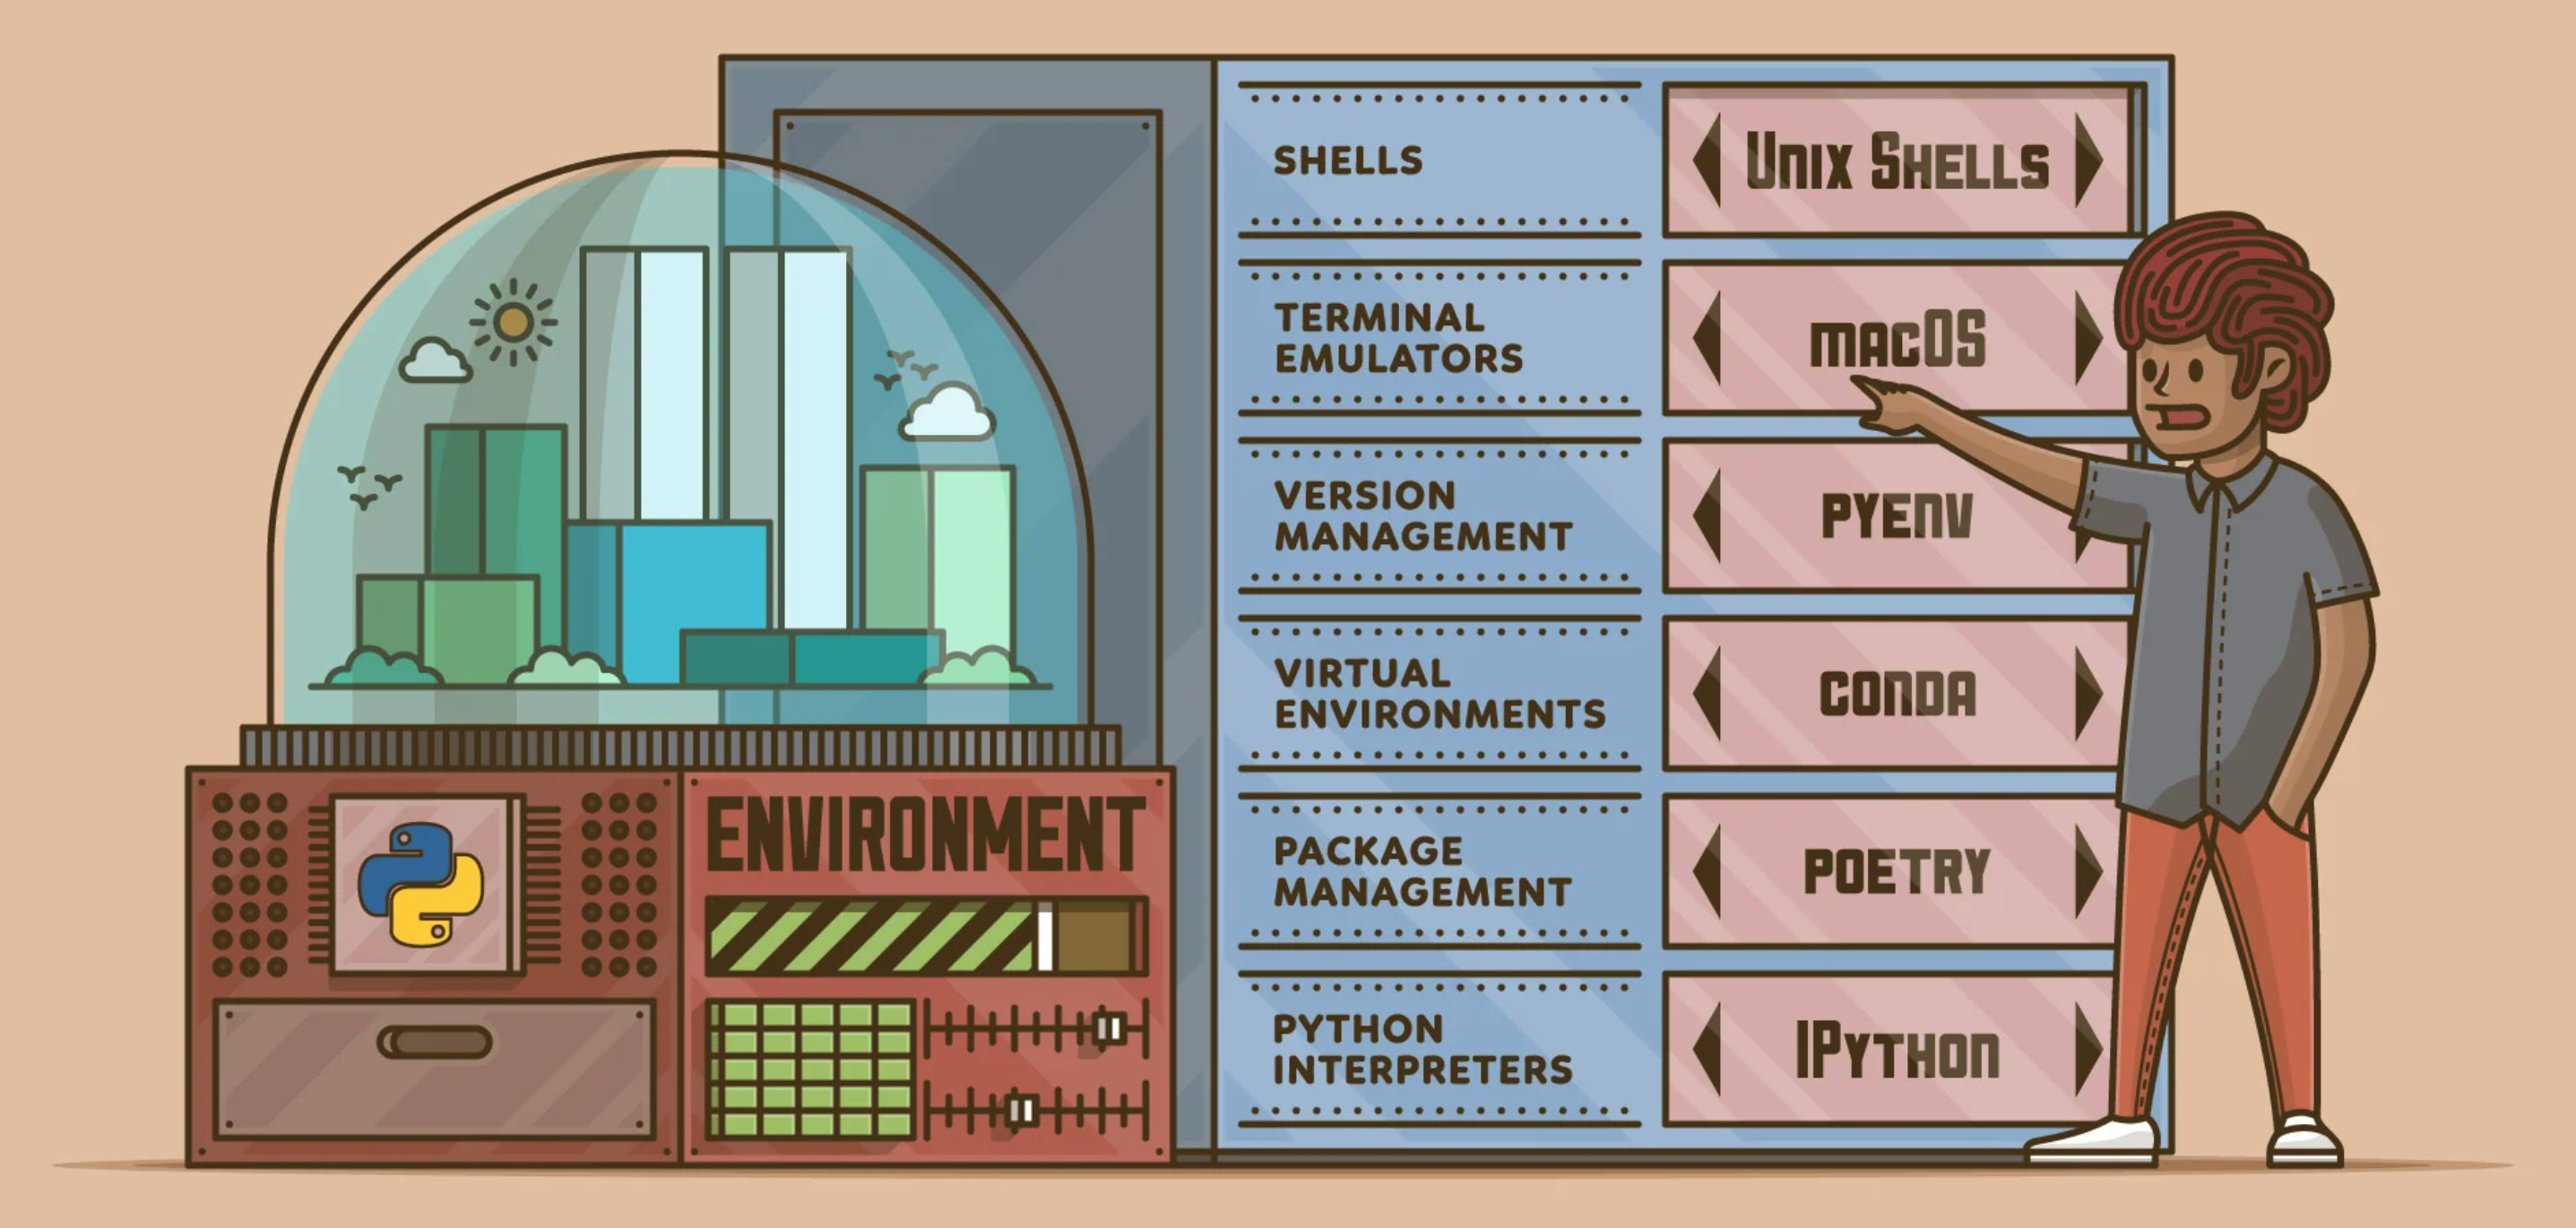 SHELLS
Unix Shells
TERMINAL
EMULATORS
macOS
VERSION
MANAGEMENT
PYENV
VIRTUAL
ENVIRONMENTS
CONDA
PACKAGE
MANAGEMENT
POETRY
PYTHON
INTERPRETERS
IPython
ENVIRONMENT